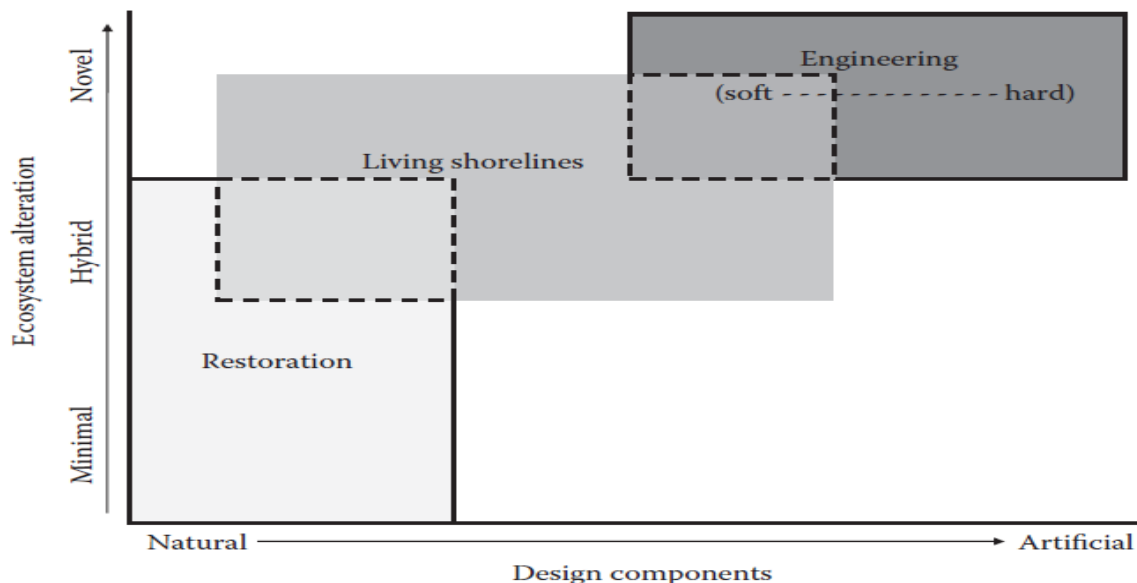 Engineering
(soft - - - - - - - - - - - - hard)
Living shorelines
Restoration
Ecosystem alteration
Novel
Hybrid
Minimal
Natural
Artificial
Design components